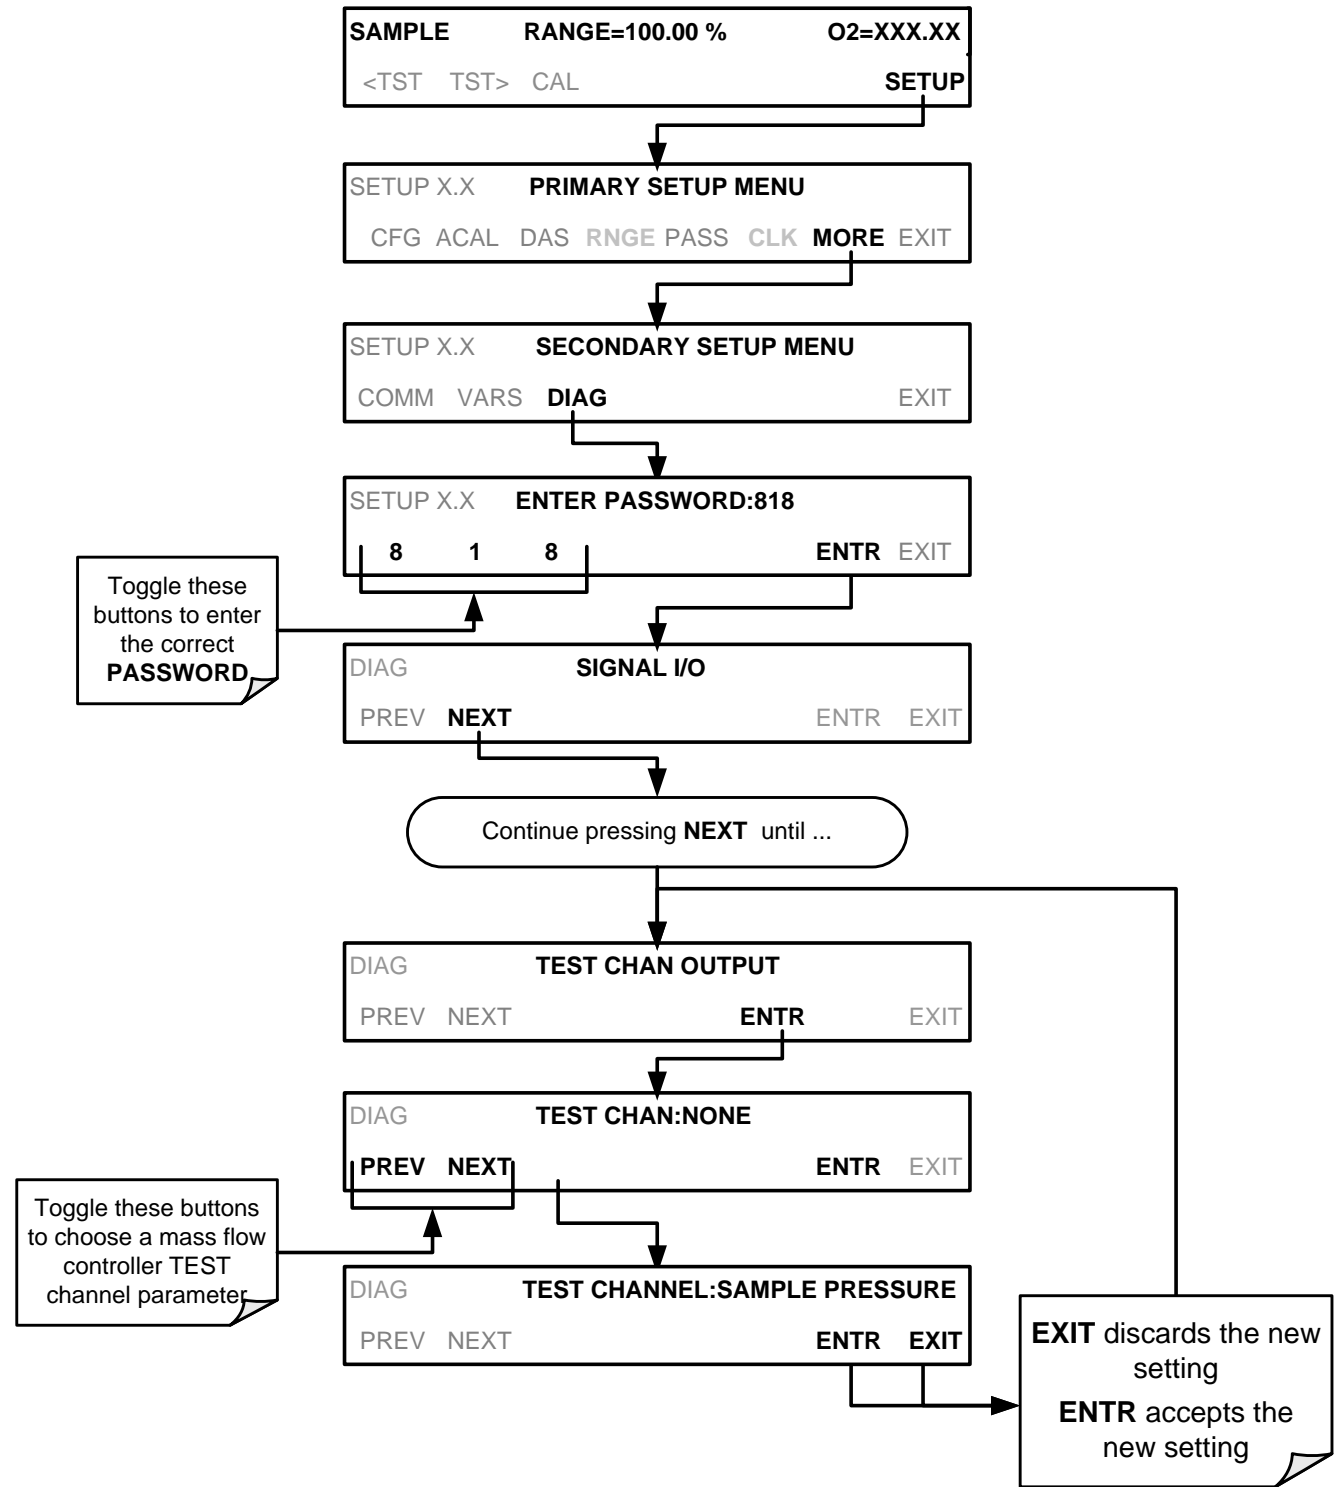 SAMPLE RANGE=100.00 % O2=XXX.XX
<TST TST> CAL SETUP
SETUP X.X PRIMARY SETUP MENU
CFG ACAL DAS RNGE PASS CLK MORE EXIT
SETUP X.X SECONDARY SETUP MENU
COMM VARS DIAG EXIT
SETUP X.X ENTER PASSWORD:818
8 1 8 ENTR EXIT
Toggle these
buttons to enter
the correct
PASSWORD
DIAG SIGNAL I/O
PREV NEXT ENTR EXIT
Continue pressing NEXT until ...
DIAG TEST CHAN OUTPUT
PREV NEXT ENTR EXIT
DIAG TEST CHAN:NONE
PREV NEXT ENTR EXIT
Toggle these buttons
to choose a mass flow
controller TEST
channel parameter
DIAG TEST CHANNEL:SAMPLE PRESSURE
PREV NEXT ENTR EXIT
EXIT discards the new
setting
ENTR accepts the
new setting